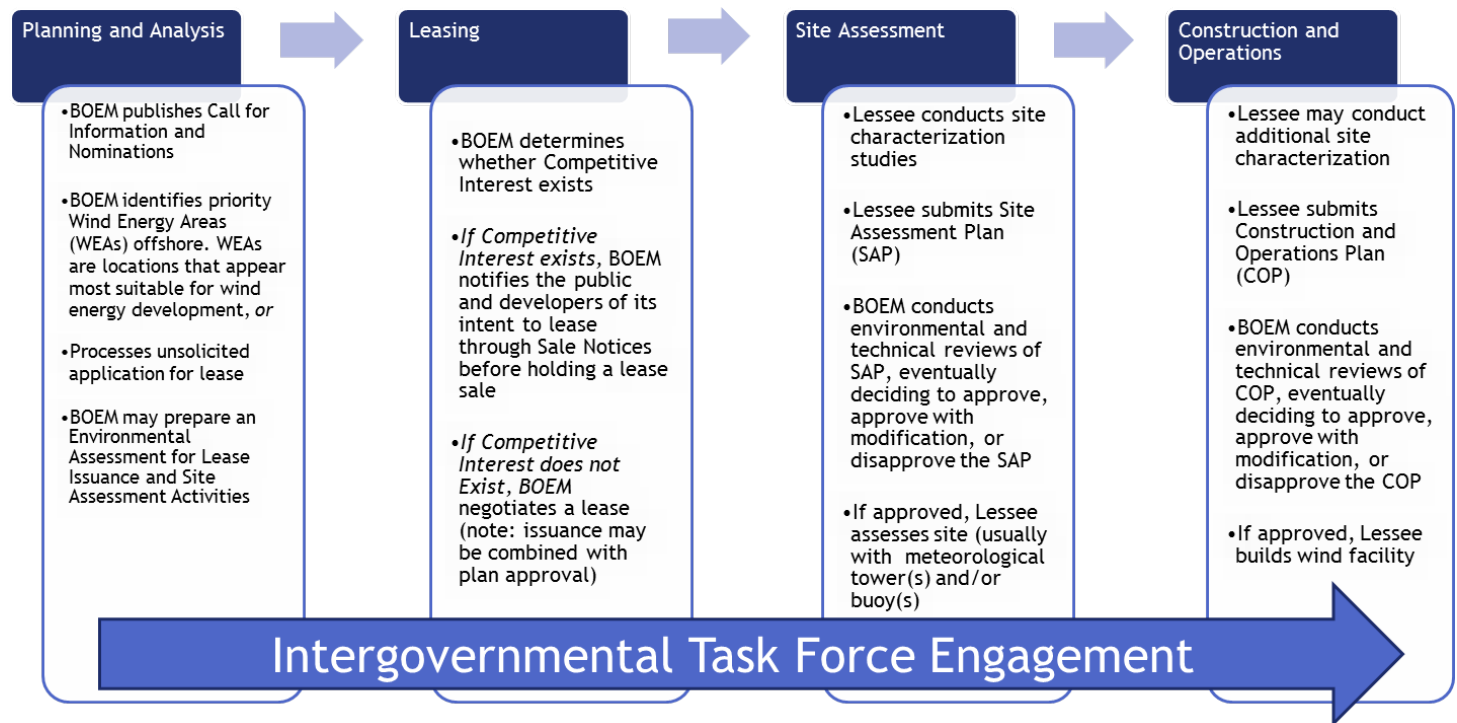 Planning and Analysis
•BOEM publishes Call for
Information and
Nominations
•BOEM identifies priority
Wind Energy Areas
(WEAs) offshore. WEAs
are locations that appear
most suitable for wind
energy development, or
•Processes unsolicited
application for lease
•BOEM may prepare an
Environmental
Assessment for Lease
Issuance and Site
Assessment Activities
Leasing
•BOEM determines
whether Competitive
Interest exists
•If Competitive
Interest exists, BOEM
notifies the public
and developers of its
intent to lease
through Sale Notices
before holding a lease
sale
•If Competitive
Interest does not
Exist, BOEM
negotiates a lease
(note: issuance may
be combined with
plan approval)
Site Assessment
•Lessee conducts site
characterization
studies
•Lessee submits Site
Assessment Plan
(SAP)
•BOEM conducts
environmental and
technical reviews of
SAP, eventually
deciding to approve,
approve with
modification, or
disapprove the SAP
•If approved, Lessee
assesses site (usually
with meteorological
tower(s) and/or
buoy(s)
Construction and
Operations
•Lessee may conduct
additional site
characterization
•Lessee submits
Construction and
Operations Plan
(COP)
•BOEM conducts
environmental and
technical reviews of
COP, eventually
deciding to approve,
approve with
modification, or
disapprove the COP
•If approved, Lessee
builds wind facility
Intergovernmental Task Force Engagement